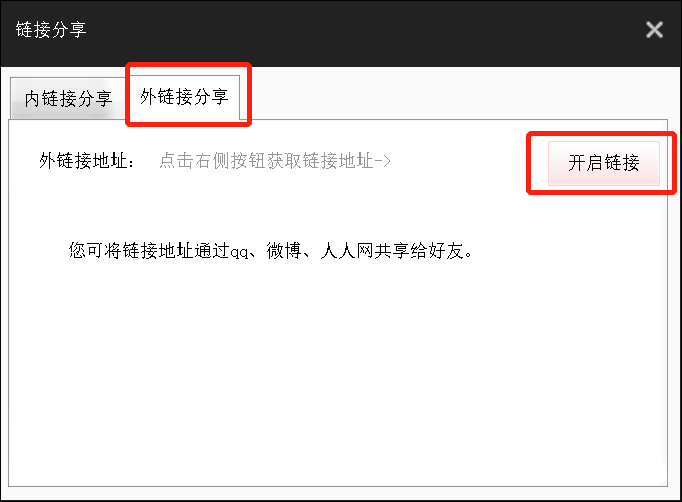 链接分享
内链接分享 外链接分享
外链接地址： 点击右侧按钮获取链接地址-> 开启链接
您可将链接地址通过qq、微博、人人网共享给好友。